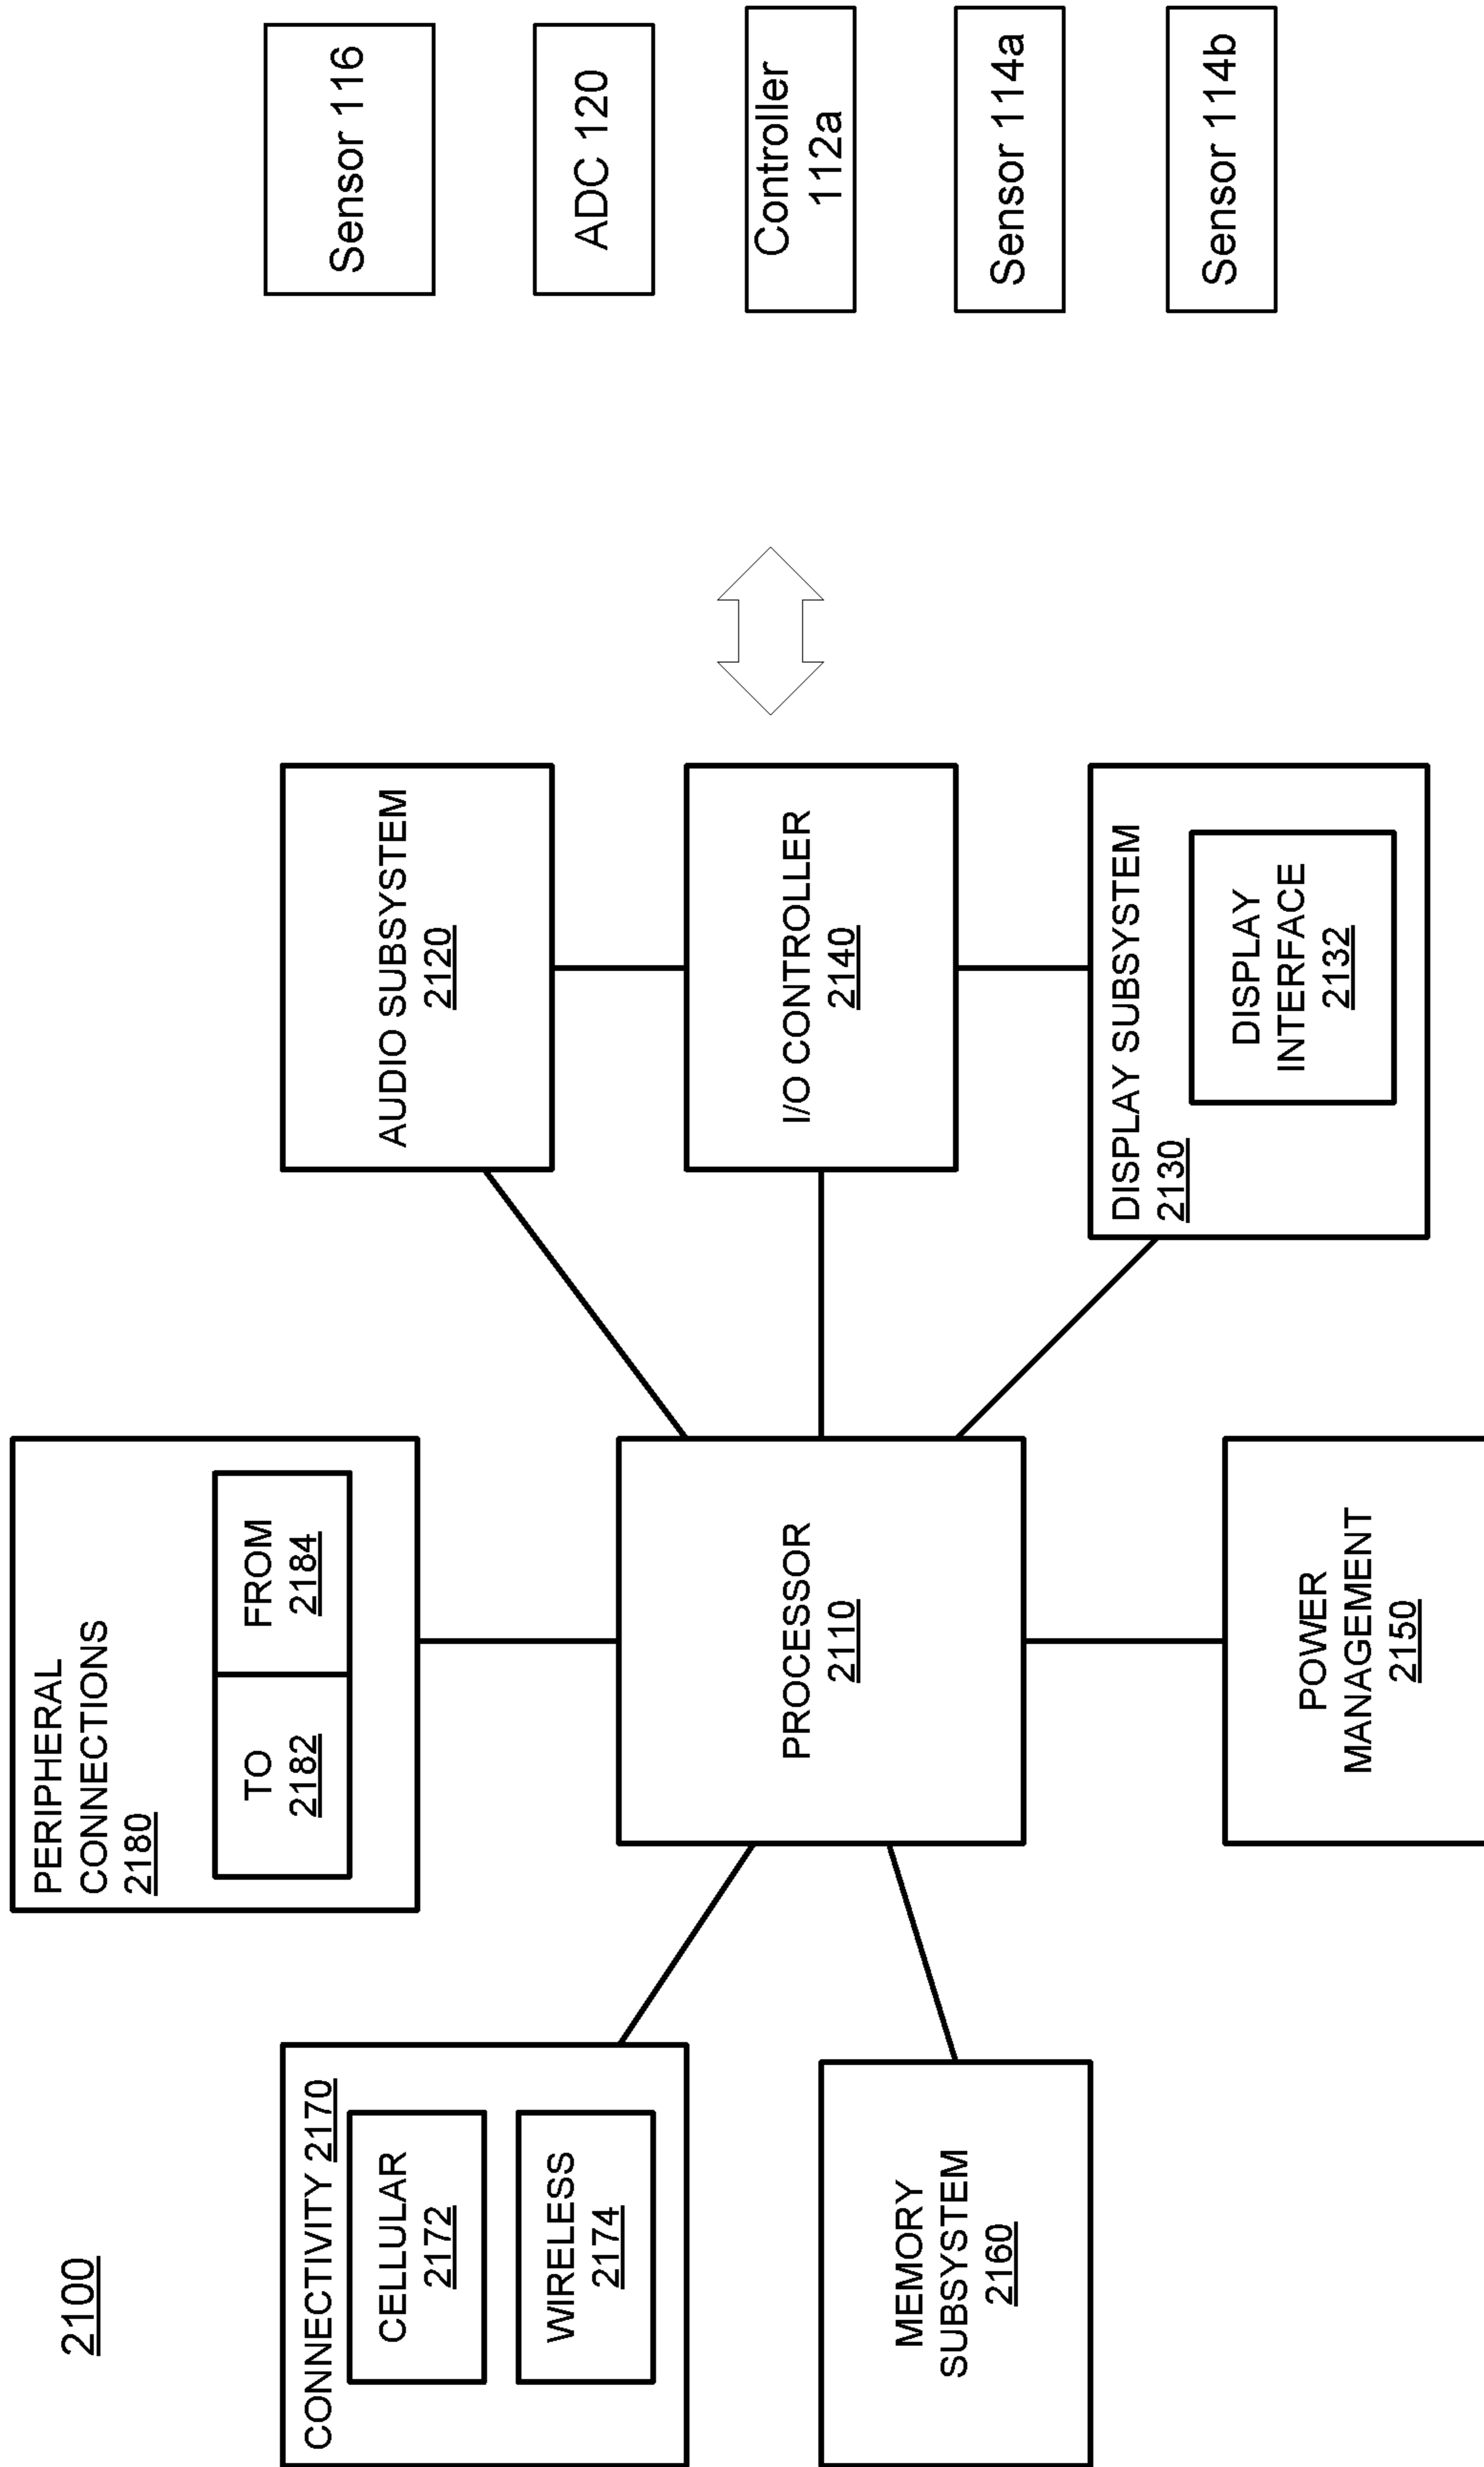 2100
PERIPHERAL
CONNECTIONS
2180
TO
2182
FROM
2184
CONNECTIVITY 2170
CELLULAR
2172
WIRELESS
2174
AUDIO SUBSYSTEM
2120
Sensor 116
ADC 120
PROCESSOR
2110
I/O CONTROLLER
2140
Controller
112a
MEMORY
SUBSYSTEM
2160
Sensor 114a
DISPLAY SUBSYSTEM
2130
DISPLAY
INTERFACE
2132
Sensor 114b
POWER
MANAGEMENT
2150